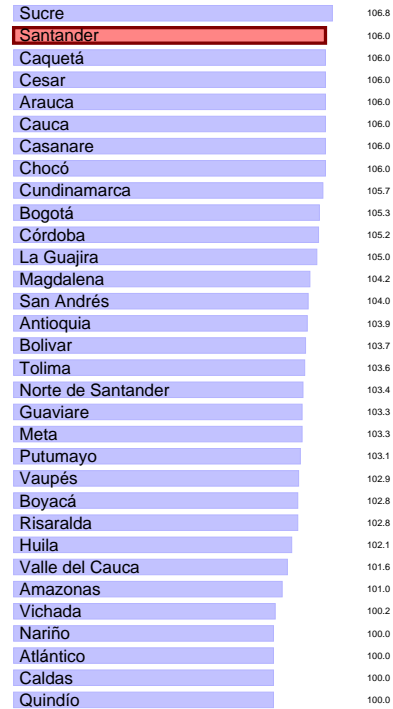 Sucre 106.8
Santander 106.0
Caquetá 106.0
Cesar 106.0
Arauca 106.0
Cauca 106.0
Casanare 106.0
Chocó 106.0
Cundinamarca 105.7
Bogotá 105.3
Córdoba 105.2
La Guajira 105.0
Magdalena 104.2
San Andrés 104.0
Antioquia 103.9
Bolivar 103.7
Tolima 103.6
Norte de Santander 103.4
Guaviare 103.3
Meta 103.3
Putumayo 103.1
Vaupés 102.9
Boyacá 102.8
Risaralda 102.8
Huila 102.1
Valle del Cauca 101.6
Amazonas 101.0
Vichada 100.2
Nariño 100.0
Atlántico 100.0
Caldas 100.0
Quindío 100.0